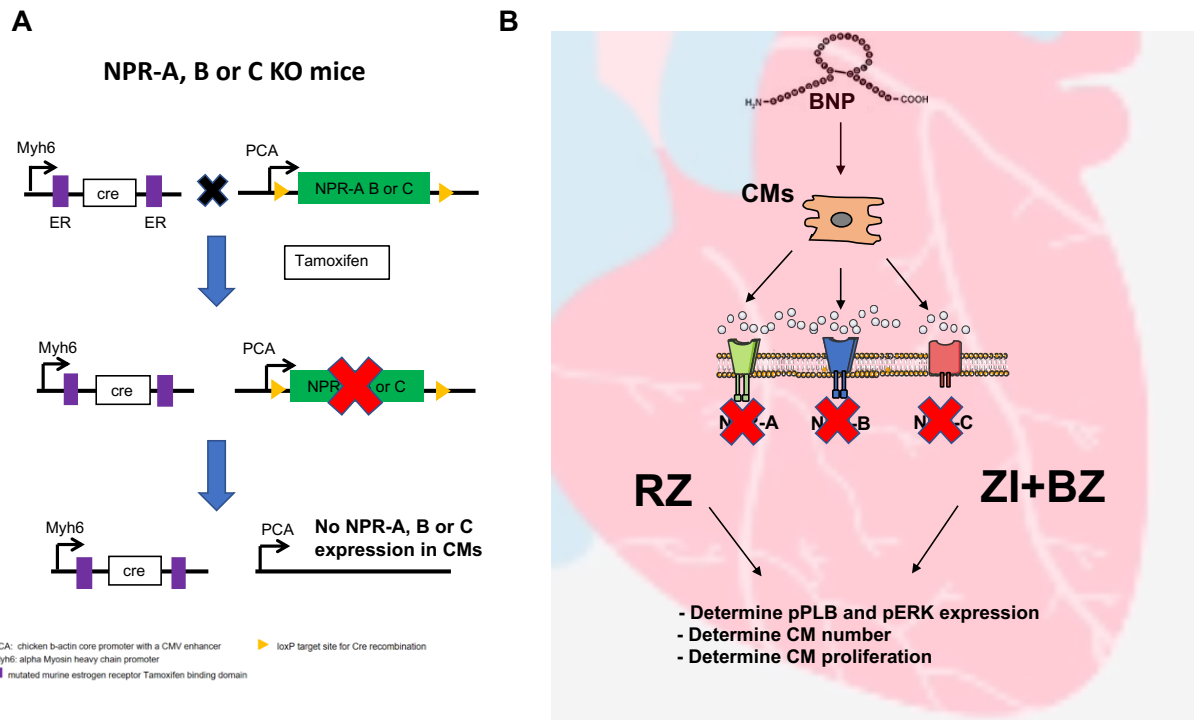 A
NPR-A, B or C KO mice
Myh6
cre
ER
ER
PCA
NPR-A B or C
Tamoxifen
Myh6
cre
PCA
NPR or C
Myh6
cre
PCA
No NPR-A, B or C
expression in CMs
CA: chicken b-actin core promoter with a CMV enhancer
yh6: alpha Myosin heavy chain promoter
mutated murine estrogen receptor Tamoxifen binding domain
loxP target site for Cre recombination
B
H₂N
COOH
BNP
CMs
N -A
N -B
N -C
RZ
ZI+BZ
- Determine pPLB and pERK expression
- Determine CM number
- Determine CM proliferation